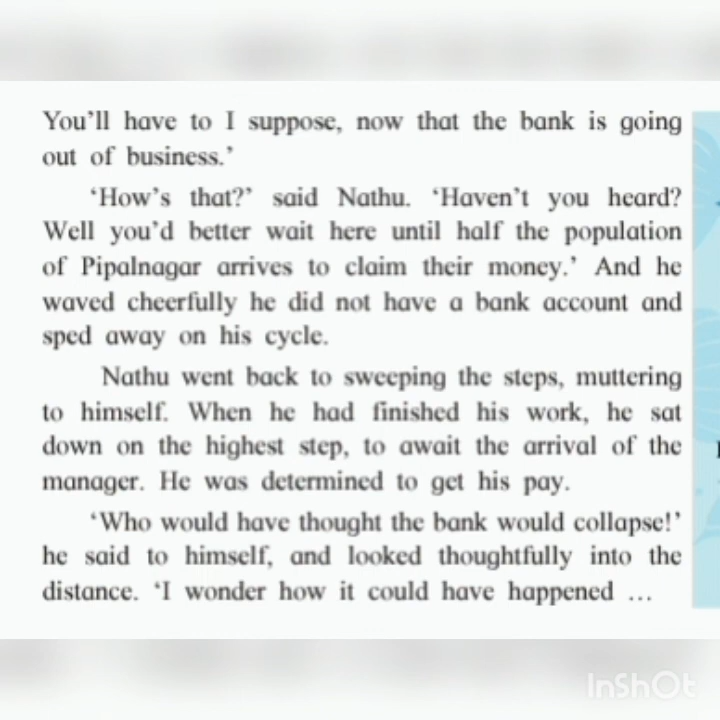 You'll have to I suppose, now that the bank is going
out of business.'
'How's that?' said Nathu. 'Haven't you heard?
Well you'd better wait here until half the population
of Pipalnagar arrives to claim their money.' And he
waved cheerfully he did not have a bank account and
sped away on his cycle.
Nathu went back to sweeping the steps, muttering
to himself. When he had finished his work, he sat
down on the highest step, to await the arrival of the
manager. He was determined to get his pay.
'Who would have thought the bank would collapse!'
he said to himself, and looked thoughtfully into the
distance. 'I wonder how it could have happened ...
InShOt